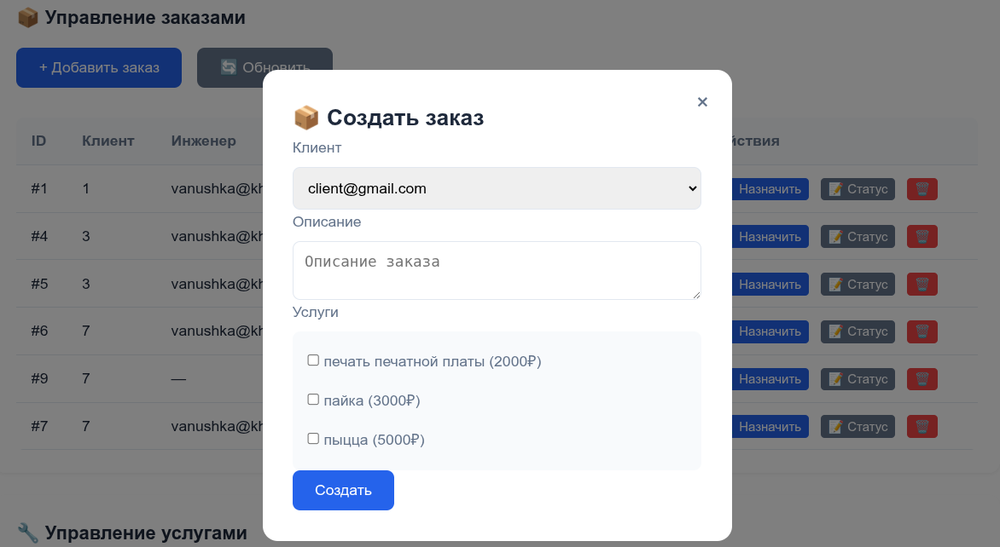 📦 Управление заказами
+ Добавить заказ 🔄 Обновить
×
📦 Создать заказ
ID Клиент Инженер
Клиент
#1 1 vanushka@kh Назначить 📝 Статус 🗑️
client@gmail.com
Описание
#4 3 vanushka@kh Назначить 📝 Статус 🗑️
Описание заказа
#5 3 vanushka@kh Назначить 📝 Статус 🗑️
Услуги
#6 7 vanushka@kh Назначить 📝 Статус 🗑️
печать печатной платы (2000₽)
#9 7 — Назначить 📝 Статус 🗑️
пайка (3000₽)
#7 7 vanushka@kh Назначить 📝 Статус 🗑️
пыцца (5000₽)
Создать
🔧 Управление услугами